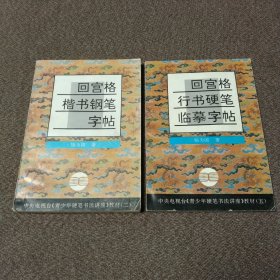 回宫格
楷书钢笔
字帖
著
中央电视台《青少年硬笔书法讲座》教材(二)
回宫格
行书硬笔
临摹字帖
著
中央电视台《青少年硬笔书法讲座》教材(五)